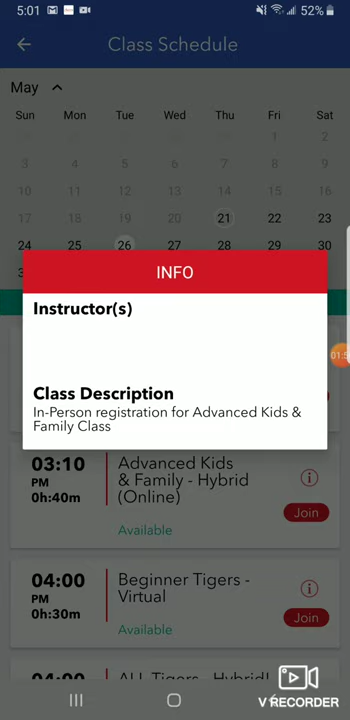 5:01
52%
Class Schedule
May
Sun Mon Tue Wed Thu Fri Sat
1 2
3 4 5 6 7 8 9
10 11 12 13 14 15 16
17 18 19 20 21 22 23
24 25 26 27 28 29 30
INFO
Instructor(s)
Class Description
In-Person registration for Advanced Kids &
Family Class
03:10
PM
0h:40m
Advanced Kids
& Family - Hybrid
(Online)
Available
Join
04:00
PM
0h:30m
Beginner Tigers -
Virtual
Available
Join
V RECORDER